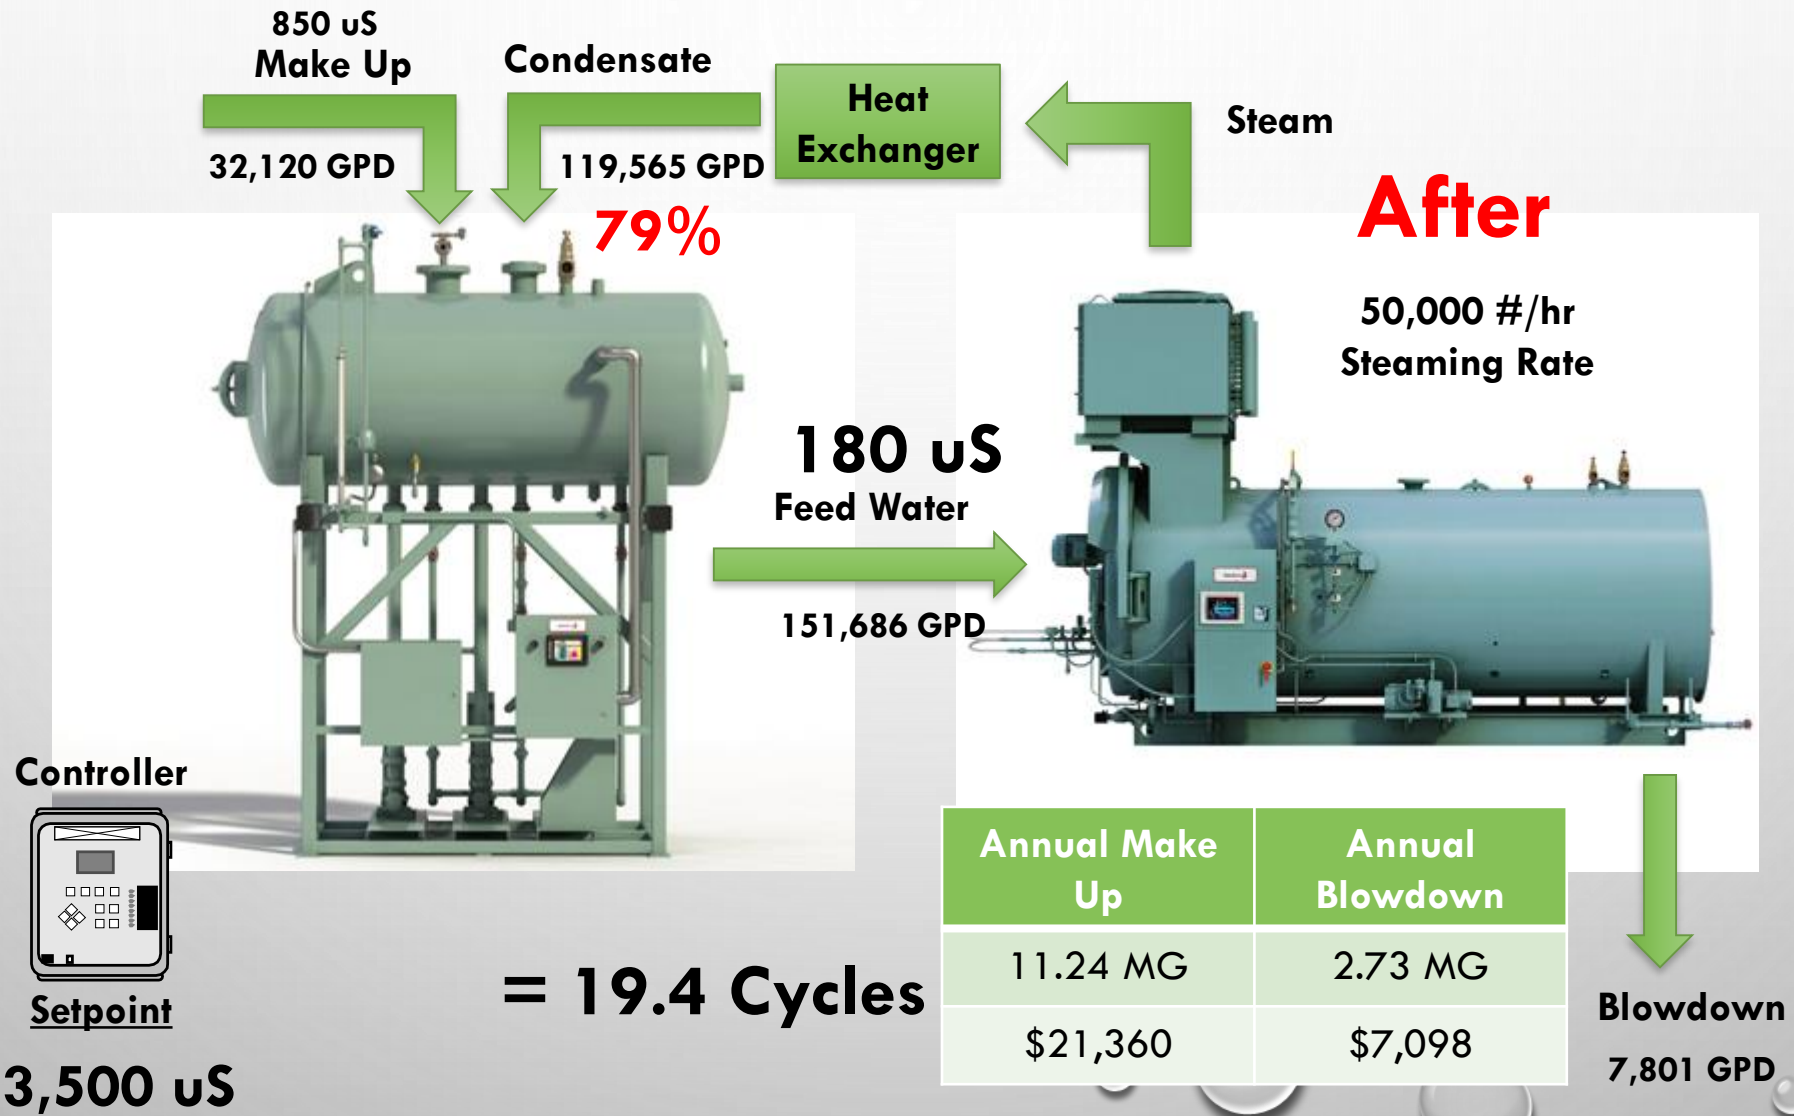 850 uS
Make Up
Condensate
Heat
Exchanger
Steam
32,120 GPD
119,565 GPD
79%
After
50,000 #/hr
Steaming Rate
180 uS
Feed Water
151,686 GPD
Controller
Setpoint
3,500 uS
= 19.4 Cycles
Annual Make
Up
Annual
Blowdown
11.24 MG
2.73 MG
$21,360
$7,098
Blowdown
7,801 GPD